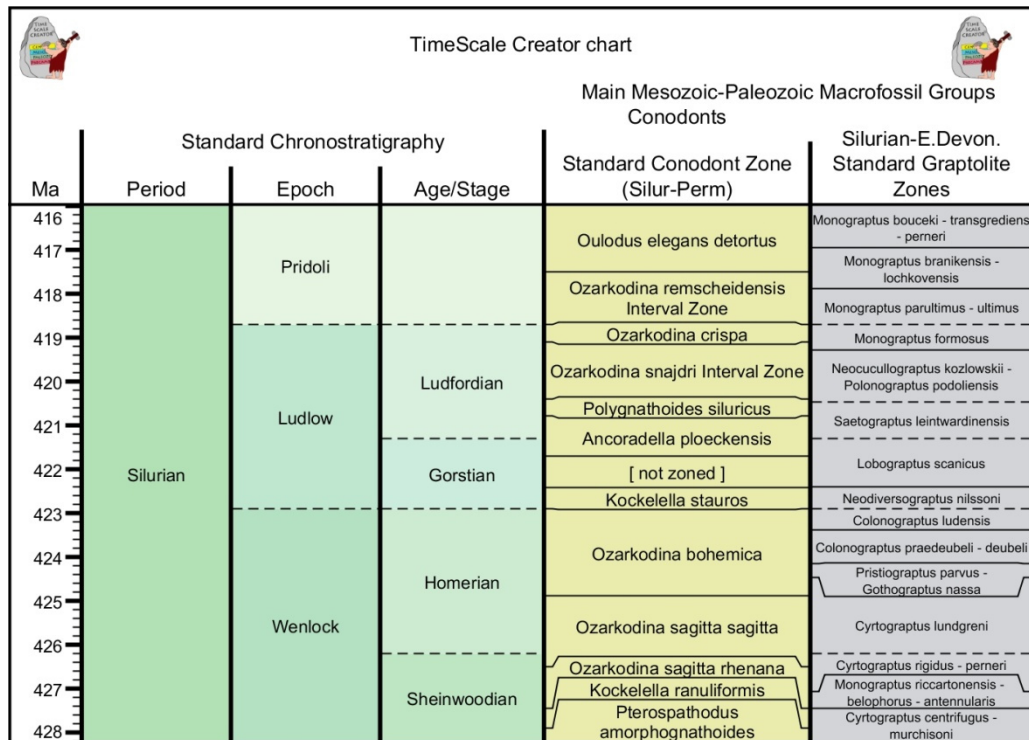 TimeScale Creator chart
Main Mesozoic-Paleozoic Macrofossil Groups
Conodonts
Standard Chronostratigraphy
Silurian-E.Devon.
Standard Graptolite
Zones
Standard Conodont Zone
(Silur-Perm)
Ma
Period
Epoch
Age/Stage
416
417
418
419
420
421
422
423
424
425
426
427
428
Silurian
Pridoli
Ludlow
Wenlock
Ludfordian
Gorstian
Homerian
Sheinwoodian
Oulodus elegans detortus
Ozarkodina remscheidensis
Interval Zone
Ozarkodina crispa
Ozarkodina snajdri Interval Zone
Polygnathoides siluricus
Ancoradella ploeckensis
[ not zoned ]
Kockelella stauros
Ozarkodina bohemica
Ozarkodina sagitta sagitta
Ozarkodina sagitta rhenana
Kockelella ranuliformis
Pterospathodus
amorphognathoides
Monograptus bouceki - transgrediens
- perneri
Monograptus branikensis -
lochkovensis
Monograptus parultimus - ultimus
Monograptus formosus
Neocucullograptus kozlowskii -
Polonograptus podoliensis
Saetograptus leintwardinensis
Lobograptus scanicus
Neodiversograptus nilssoni
Colonograptus ludensis
Colonograptus praedeubeli - deubeli
Pristiograptus parvus -
Gothograptus nassa
Cyrtograptus lundgreni
Cyrtograptus rigidus - perneri
Monograptus riccartonensis -
belophorus - antennularis
Cyrtograptus centrifugus -
murchisoni